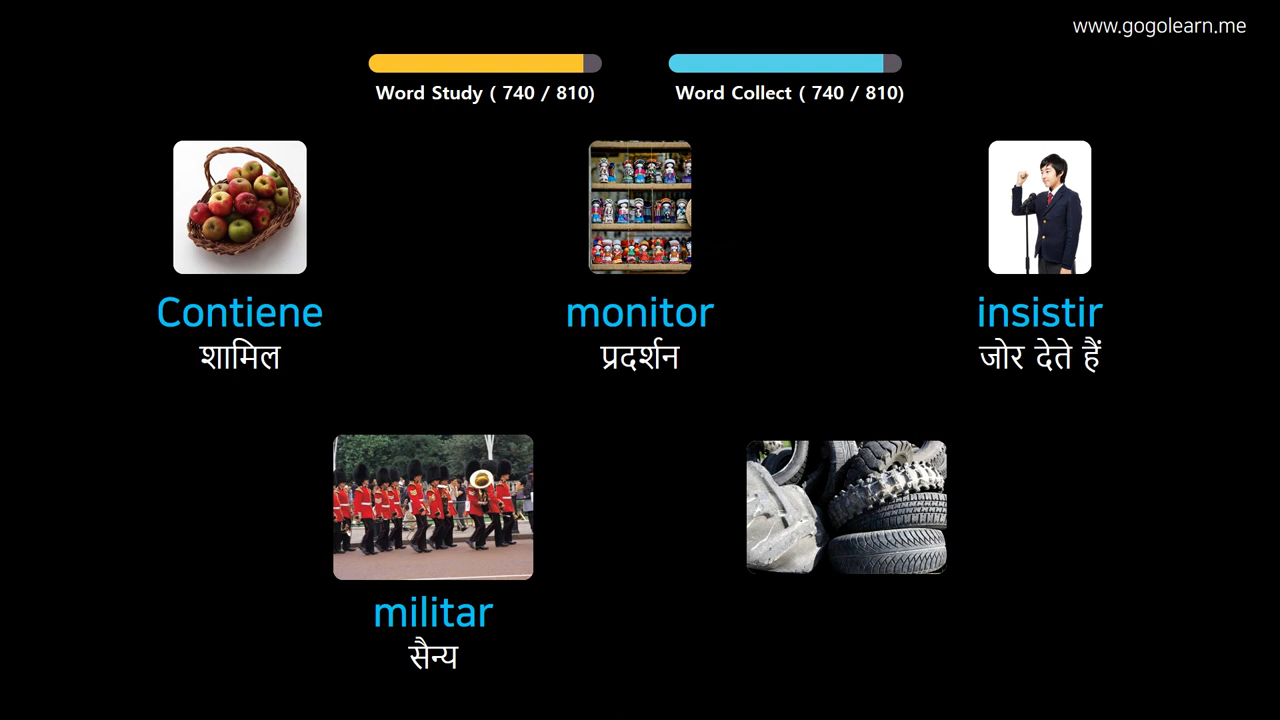 www.gogolearn.me
Word Study ( 740 / 810)
Word Collect ( 740 / 810)
Contiene
शामिल
monitor
प्रदर्शन
insistir
जोर देते हैं
militar
सैन्य